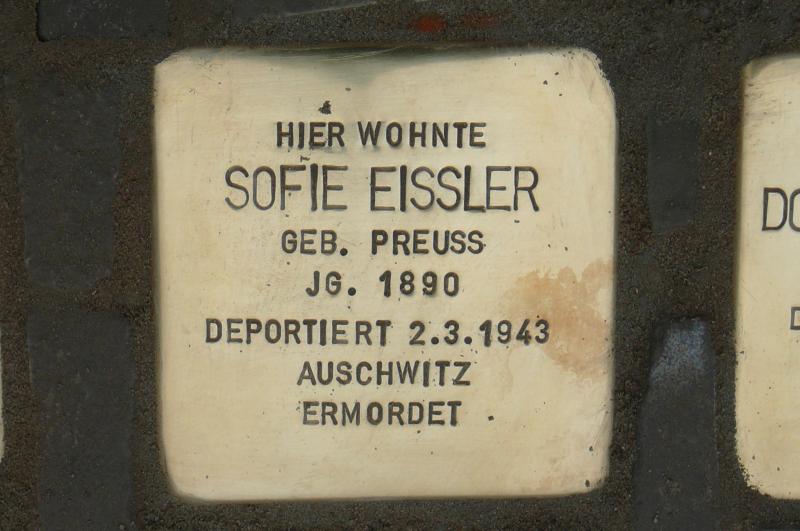 HIER WOHNTE
SOFIE EISSLER
GEB. PREUSS
JG. 1890
DEPORTIERT 2.3.1943
AUSCHWITZ
ERMORDET